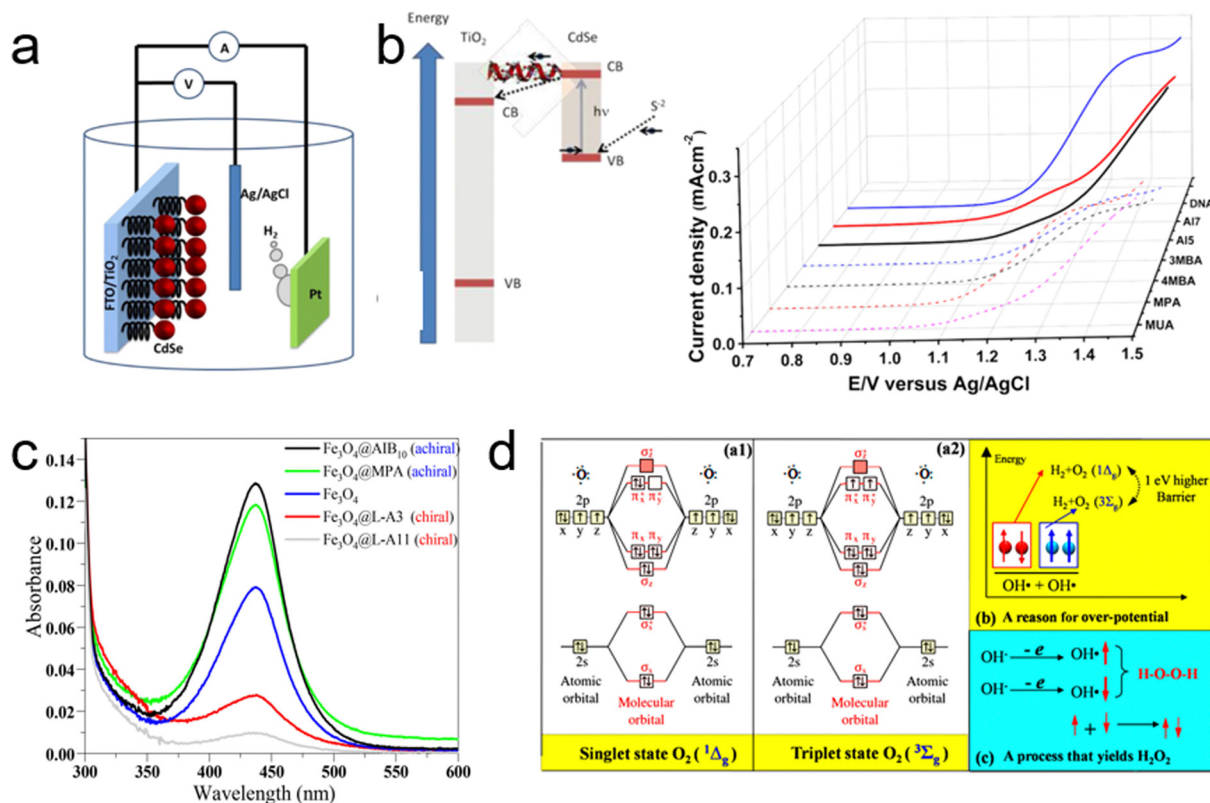 a
A
V
Ag/AgCl
H2
FTO/TiO2
CdSe
Pt
b
Energy
TiO2
CdSe
CB
CB
hν
S-2
VB
VB
Current density (mAcm-2)
0.3
0.2
0.1
0.0
0.7
0.9
1.0
1.1
1.2
1.3
1.4
1.5
E/V versus Ag/AgCl
DNA
Al7
Al5
3MBA
4MBA
MPA
MUA
c
Absorbance
0.14
0.12
0.10
0.08
0.06
0.04
0.02
0.00
300
350
400
450
500
550
600
Wavelength (nm)
Fe3O4@AIB10 (achiral)
Fe3O4@MPA (achiral)
Fe3O4
Fe3O4@L-A3 (chiral)
Fe3O4@L-A11 (chiral)
d
(a1)
·Ö: σ*z ·Ö:
2p π*x π*y 2p
x y z z y x
πx πy
σz
σ*s
2s 2s
σs
Atomic orbital
Molecular orbital
Atomic orbital
Singlet state O2 (1Δg)
(a2)
·Ö: σ*z ·Ö:
2p π*x π*y 2p
x y z z y x
πx πy
σz
σ*s
2s 2s
σs
Atomic orbital
Molecular orbital
Atomic orbital
Triplet state O2 (3Σg)
Energy
H2+O2 (1Δg)
1 eV higher
Barrier
H2+O2 (3Σg)
OH• + OH•
(b) A reason for over-potential
OH- - e OH•
OH- - e OH•
H-O-O-H
+
(c) A process that yields H2O2